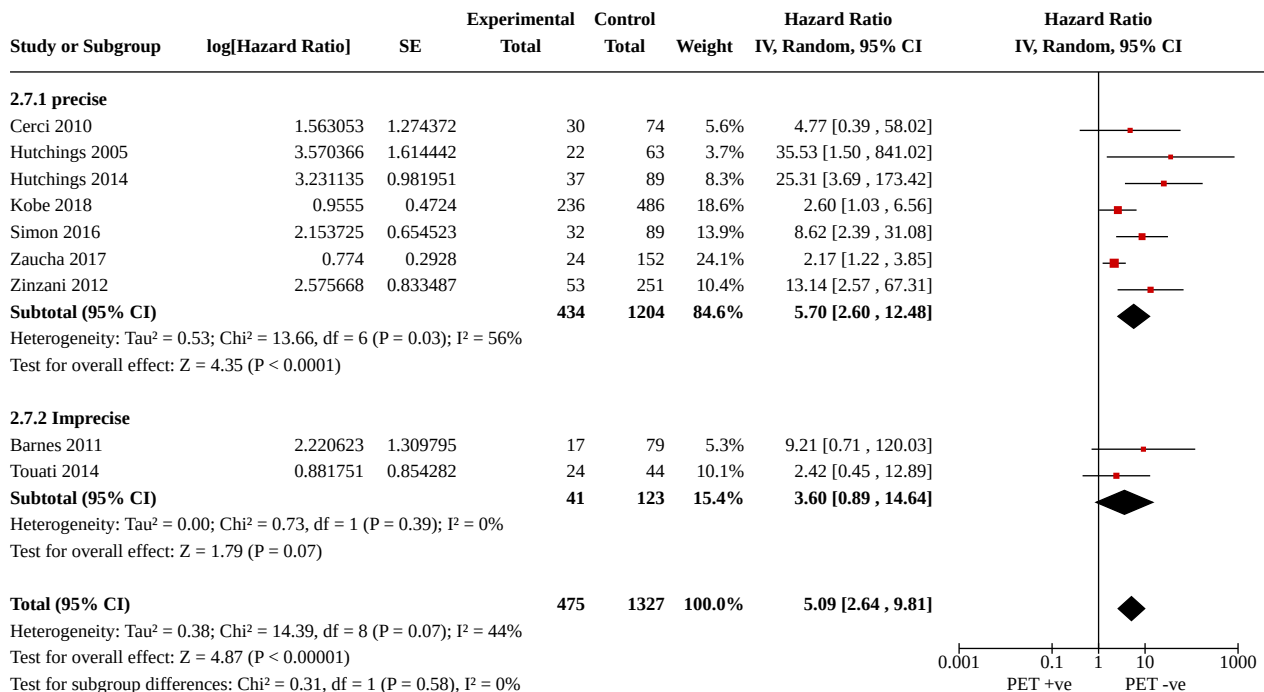 Experimental Control Hazard Ratio Hazard Ratio
Study or Subgroup log[Hazard Ratio] SE Total Total Weight IV, Random, 95% CI IV, Random, 95% CI
2.7.1 precise
Cerci 2010 1.563053 1.274372 30 74 5.6% 4.77 [0.39 , 58.02]
Hutchings 2005 3.570366 1.614442 22 63 3.7% 35.53 [1.50 , 841.02]
Hutchings 2014 3.231135 0.981951 37 89 8.3% 25.31 [3.69 , 173.42]
Kobe 2018 0.9555 0.4724 236 486 18.6% 2.60 [1.03 , 6.56]
Simon 2016 2.153725 0.654523 32 89 13.9% 8.62 [2.39 , 31.08]
Zaucha 2017 0.774 0.2928 24 152 24.1% 2.17 [1.22 , 3.85]
Zinzani 2012 2.575668 0.833487 53 251 10.4% 13.14 [2.57 , 67.31]
Subtotal (95% CI) 434 1204 84.6% 5.70 [2.60 , 12.48]
Heterogeneity: Tau² = 0.53; Chi² = 13.66, df = 6 (P = 0.03); I² = 56%
Test for overall effect: Z = 4.35 (P < 0.0001)
2.7.2 Imprecise
Barnes 2011 2.220623 1.309795 17 79 5.3% 9.21 [0.71 , 120.03]
Touati 2014 0.881751 0.854282 24 44 10.1% 2.42 [0.45 , 12.89]
Subtotal (95% CI) 41 123 15.4% 3.60 [0.89 , 14.64]
Heterogeneity: Tau² = 0.00; Chi² = 0.73, df = 1 (P = 0.39); I² = 0%
Test for overall effect: Z = 1.79 (P = 0.07)
Total (95% CI) 475 1327 100.0% 5.09 [2.64 , 9.81]
Heterogeneity: Tau² = 0.38; Chi² = 14.39, df = 8 (P = 0.07); I² = 44%
Test for overall effect: Z = 4.87 (P < 0.00001)
0.001 0.1 1 10 1000
Test for subgroup differences: Chi² = 0.31, df = 1 (P = 0.58), I² = 0% PET +ve PET -ve